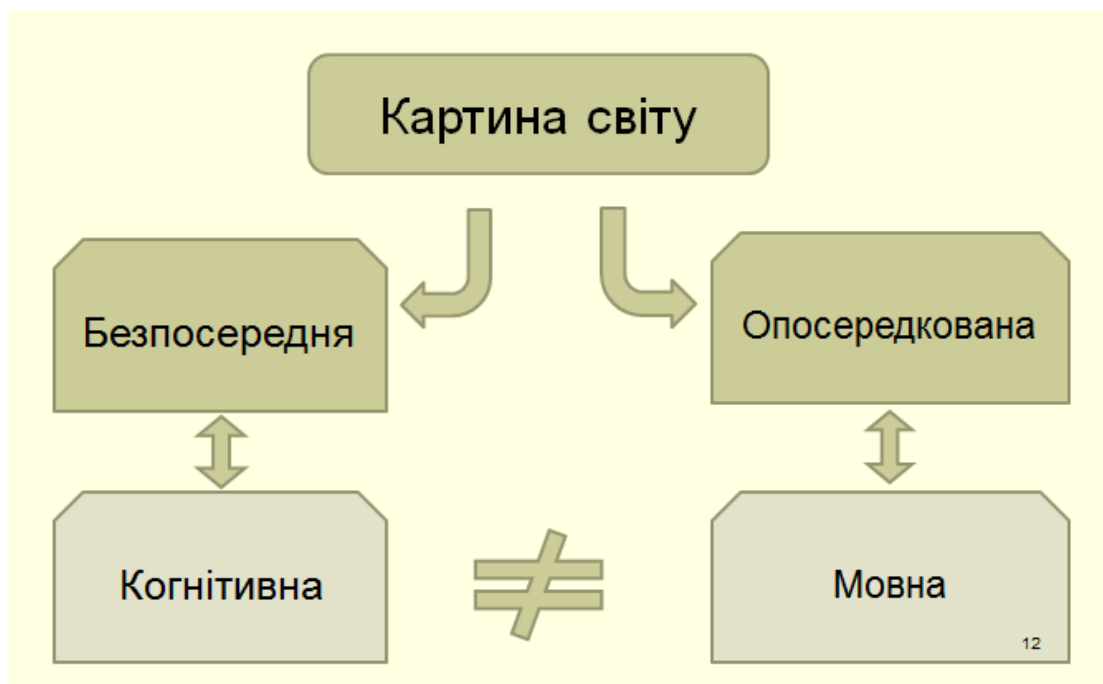 Картина світу
Безпосередня
Опосередкована
Когнітивна
≠
Мовна
12